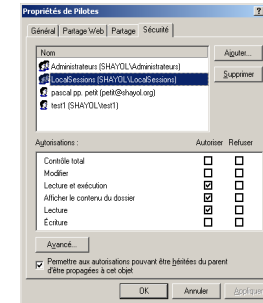 Propriétés de Pilotes
Général Partage Web Partage Sécurité
Nom
Administrateurs (SHAYOL\Administrateurs)
LocalSessions (SHAYOL\LocalSessions)
pascal pp. petit (petit@shayol.org)
test1 (SHAYOL\test1)
Ajouter...
Supprimer
Autorisations : Autoriser Refuser
Contrôle total
Modifier
Lecture et exécution
Afficher le contenu du dossier
Lecture
Écriture
Avancé...
Permettre aux autorisations pouvant être héritées du parent
d'être propagées à cet objet
OK Annuler Appliquer